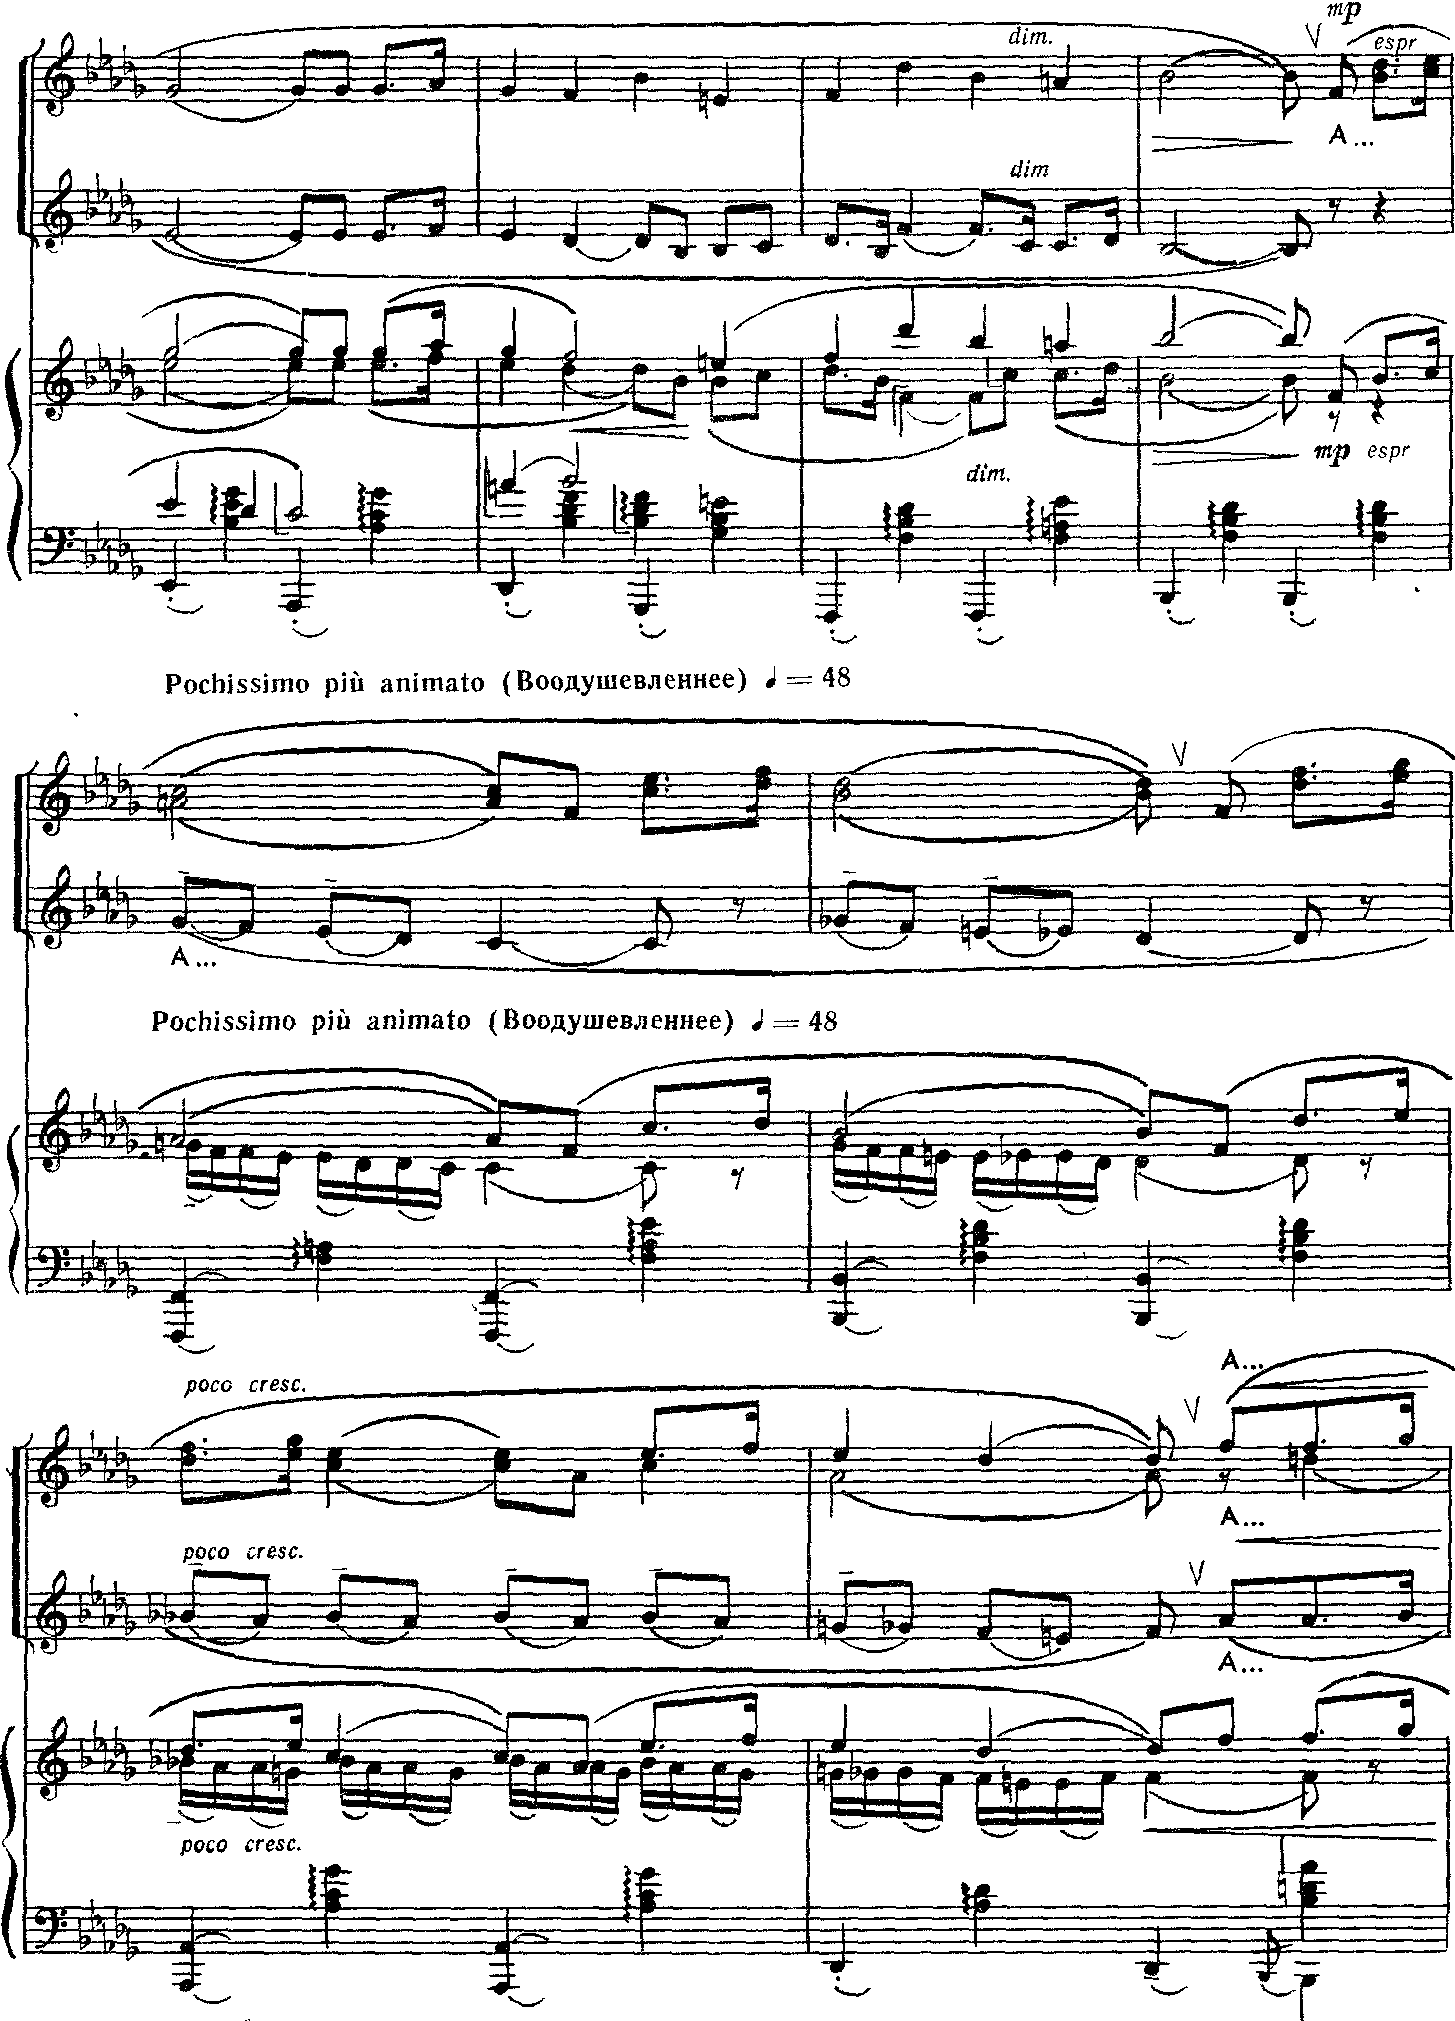 dim.
mp
espr
A...
dim
mp espr
dim.
Pochissimo più animato (Воодушевленнее) ♩ = 48
A...
Pochissimo più animato (Воодушевленнее) ♩ = 48
A...
poco cresc.
A...
poco cresc.
A...
poco cresc.